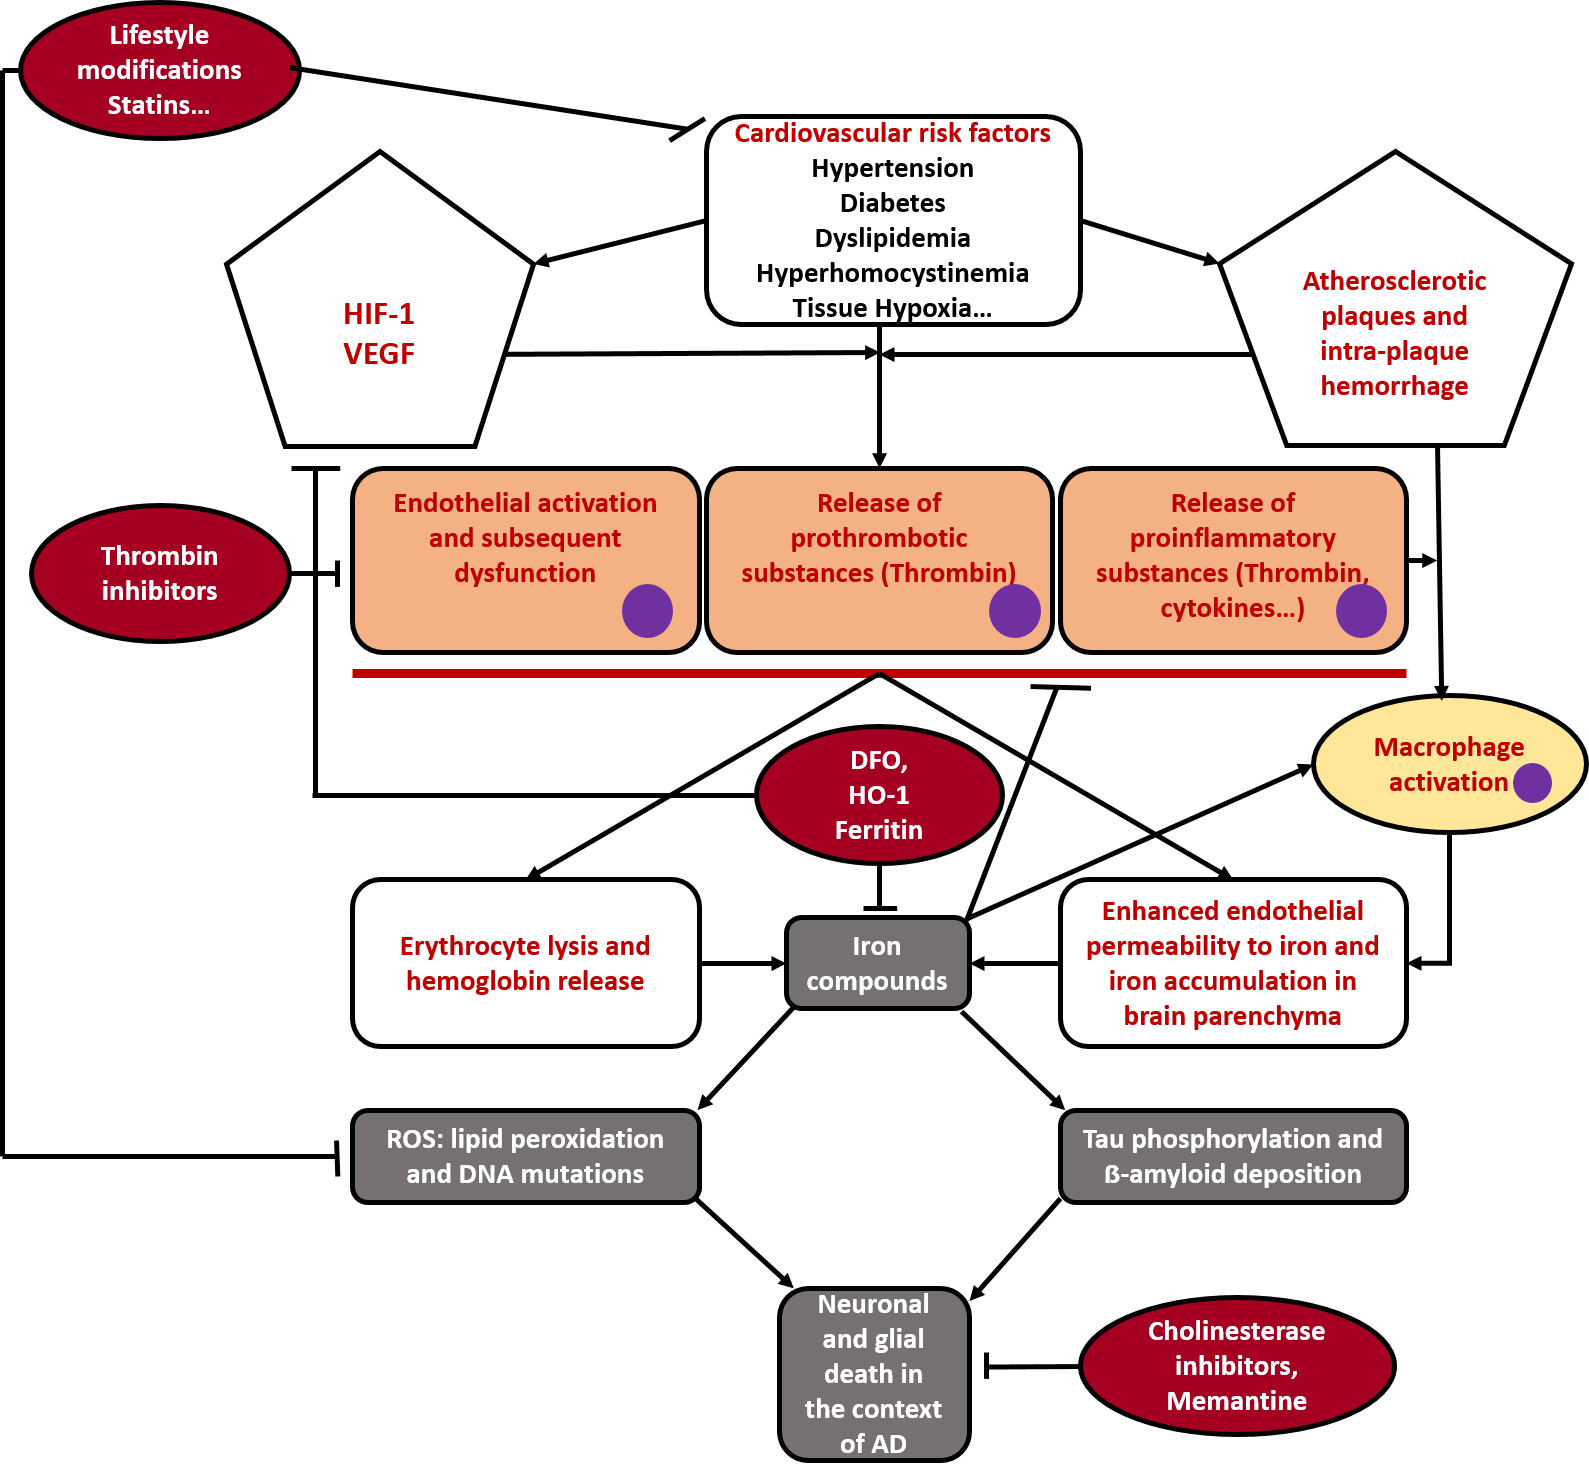 Lifestyle
modifications
Statins...
Cardiovascular risk factors
Hypertension
Diabetes
Dyslipidemia
Hyperhomocystinemia
Tissue Hypoxia...
HIF-1
VEGF
Atherosclerotic
plaques and
intra-plaque
hemorrhage
Thrombin
inhibitors
Endothelial activation
and subsequent
dysfunction
Release of
prothrombotic
substances (Thrombin)
Release of
proinflammatory
substances (Thrombin,
cytokines...)
Macrophage
activation
DFO,
HO-1
Ferritin
Erythrocyte lysis and
hemoglobin release
Iron
compounds
Enhanced endothelial
permeability to iron and
iron accumulation in
brain parenchyma
ROS: lipid peroxidation
and DNA mutations
Tau phosphorylation and
ß-amyloid deposition
Neuronal
and glial
death in
the context
of AD
Cholinesterase
inhibitors,
Memantine